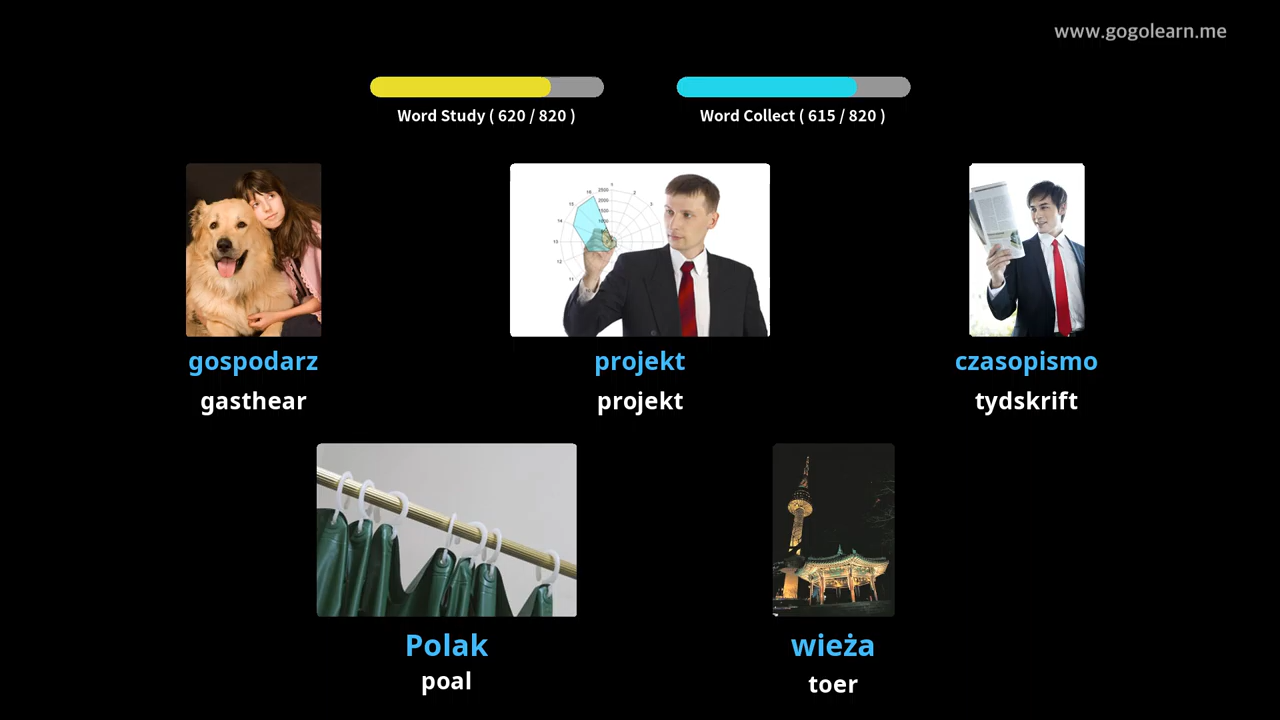 www.gogolearn.me
Word Study ( 620 / 820 )
Word Collect ( 615 / 820 )
gospodarz
gasthear
projekt
projekt
czasopismo
tydskrift
Polak
poal
wieża
toer